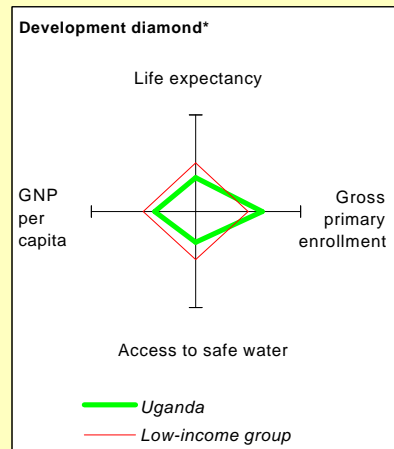 Development diamond*
Life expectancy
GNP
per
capita
Gross
primary
enrollment
Access to safe water
Uganda
Low-income group